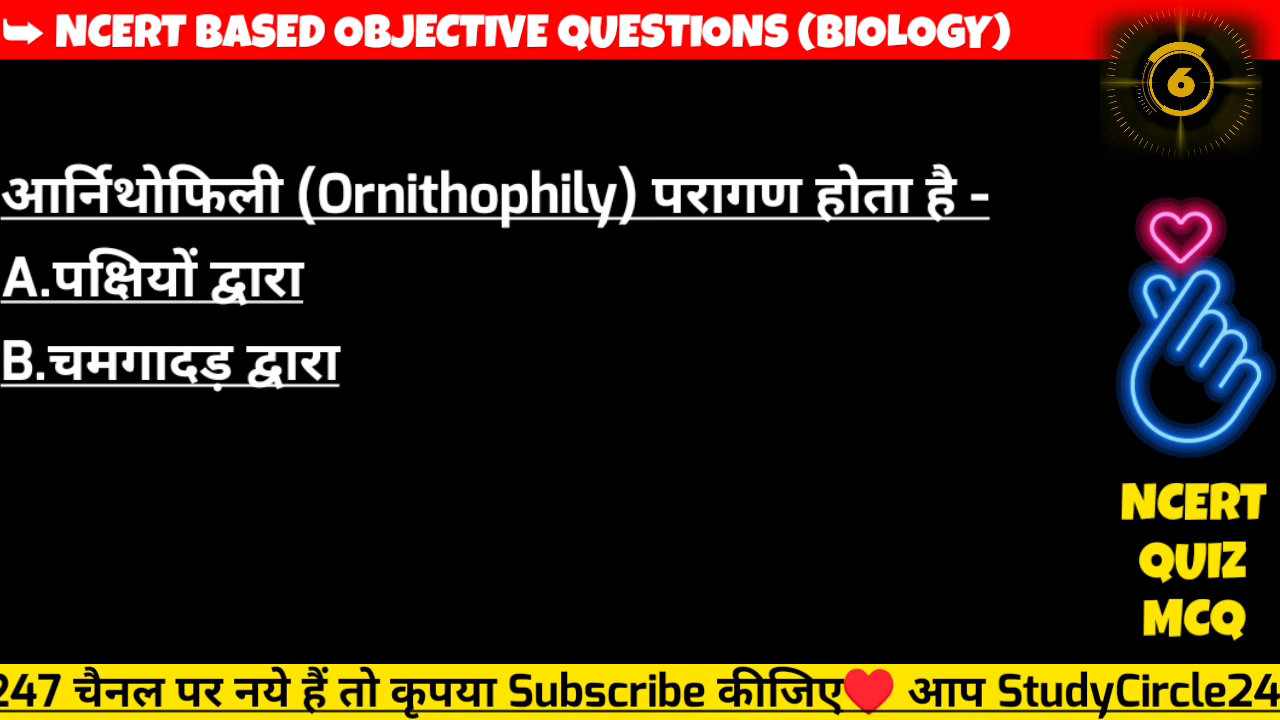 ➥ NCERT BASED OBJECTIVE QUESTIONS (BIOLOGY)
6
आर्निथोफिली (Ornithophily) परागण होता है -
A.पक्षियों द्वारा
B.चमगादड़ द्वारा
NCERT
QUIZ
MCQ
247 चैनल पर नये हैं तो कृपया Subscribe कीजिए❤️ आप StudyCircle24